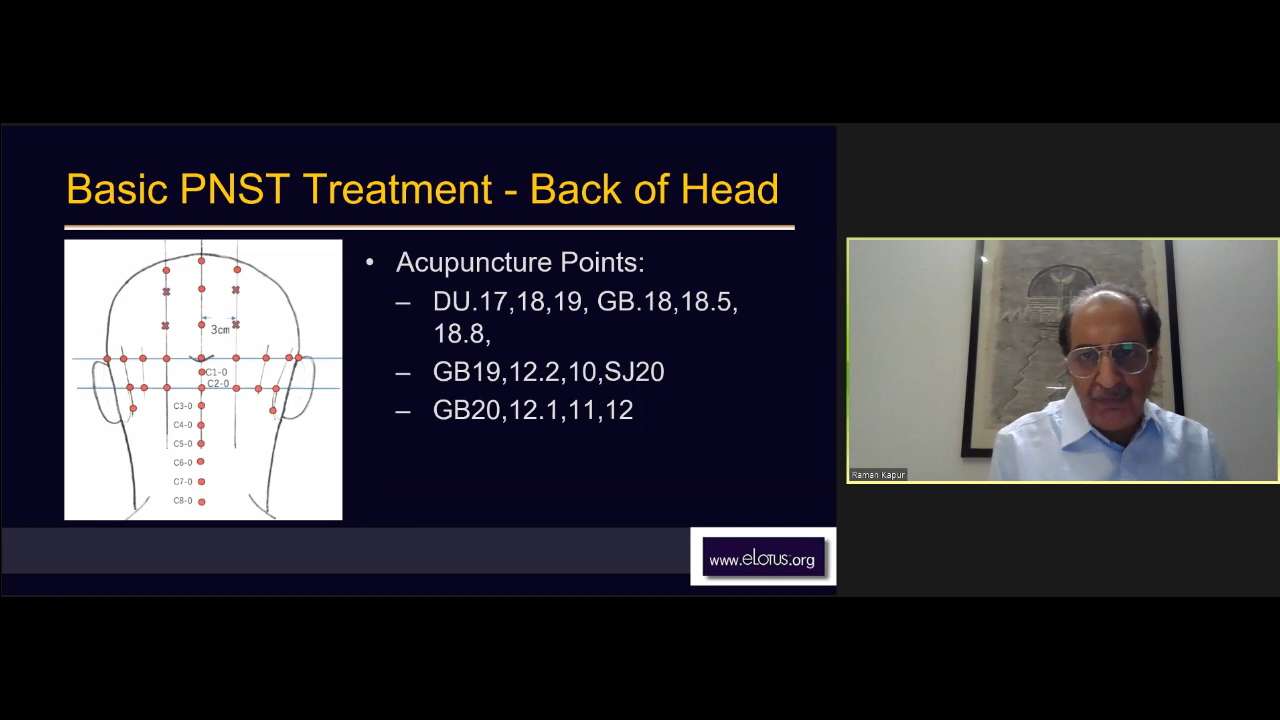 Basic PNST Treatment - Back of Head
• Acupuncture Points:
– DU.17,18,19, GB.18,18.5,
18.8,
– GB19,12.2,10,SJ20
– GB20,12.1,11,12
3cm
C1-0
C2-0
C3-0
C4-0
C5-0
C6-0
C7-0
C8-0
www.eLotus.org
Raman Kapur